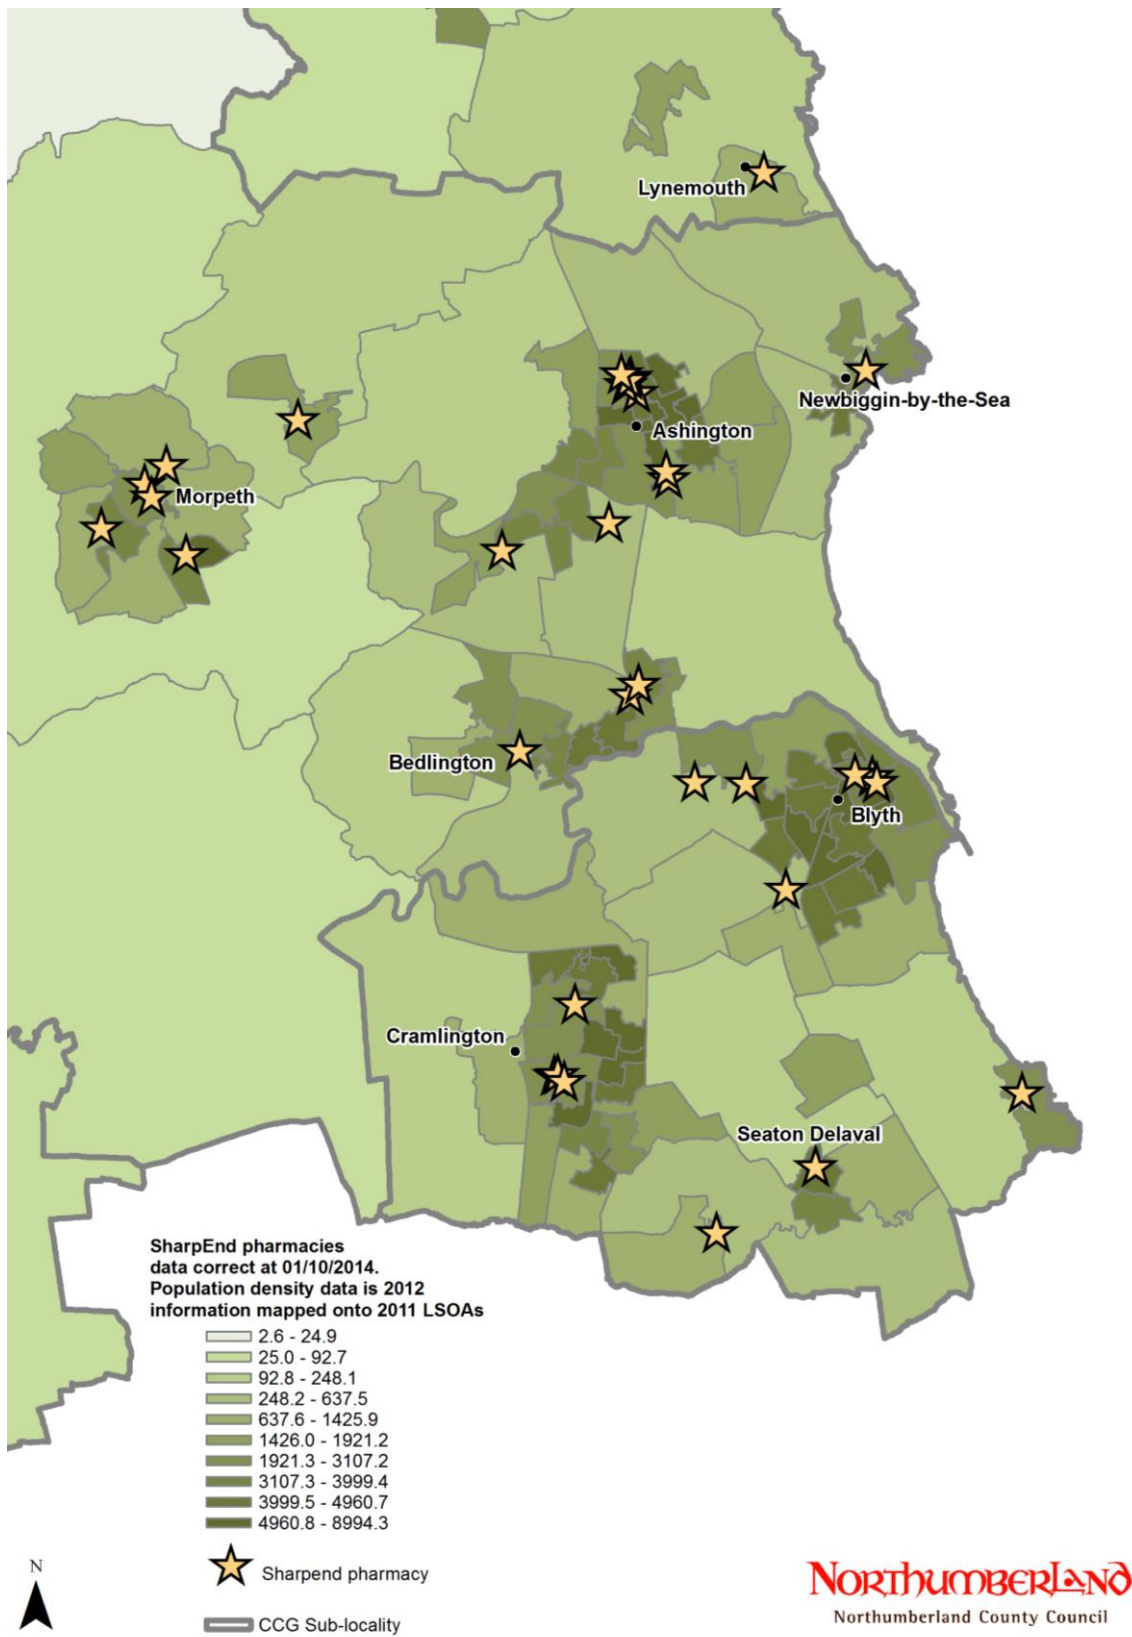 Lynemouth
Newbiggin-by-the-Sea
Ashington
Morpeth
Bedlington
Blyth
Cramlington
Seaton Delaval
SharpEnd pharmacies
data correct at 01/10/2014.
Population density data is 2012
information mapped onto 2011 LSOAs
2.6 - 24.9
25.0 - 92.7
92.8 - 248.1
248.2 - 637.5
637.6 - 1425.9
1426.0 - 1921.2
1921.3 - 3107.2
3107.3 - 3999.4
3999.5 - 4960.7
4960.8 - 8994.3
N
Sharpend pharmacy
CCG Sub-locality
NORThUMBERLAND
Northumberland County Council